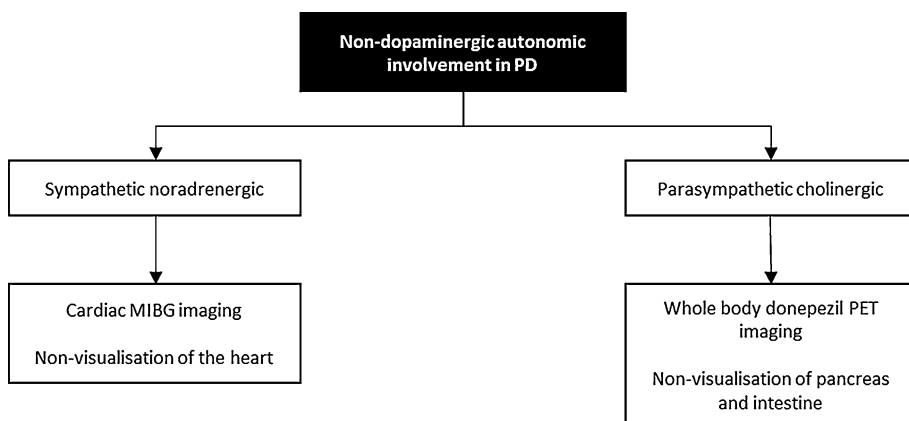 Non-dopaminergic autonomic
involvement in PD
Sympathetic noradrenergic
Parasympathetic cholinergic
Cardiac MIBG imaging
Non-visualisation of the heart
Whole body donepezil PET
imaging
Non-visualisation of pancreas
and intestine